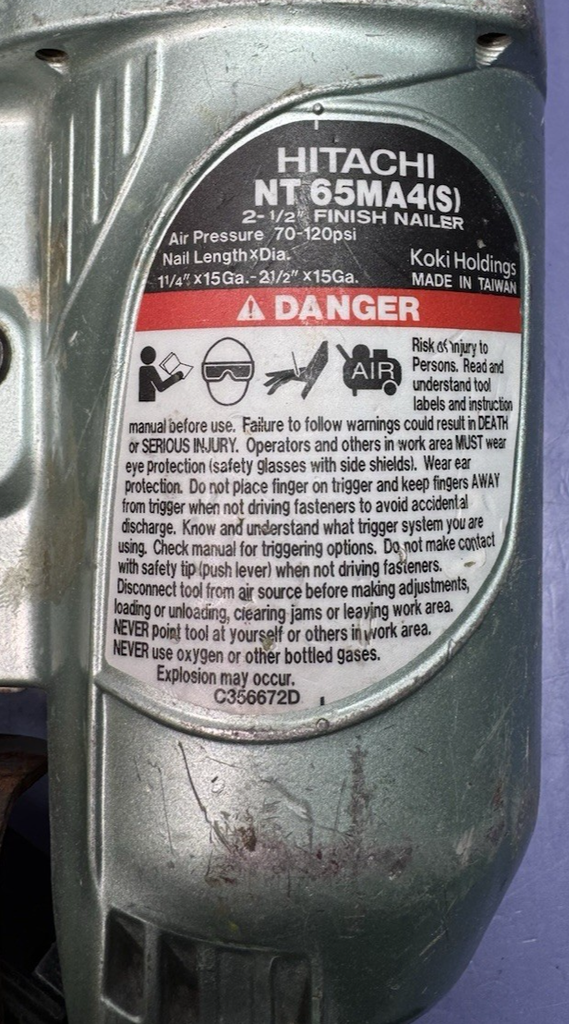 HITACHI
NT 65MA4(S)
2-1/2" FINISH NAILER
Air Pressure 70-120psi
Nail Length×Dia.
1 1/4" ×15Ga.-2 1/2" ×15Ga.
Koki Holdings
MADE IN TAIWAN
⚠ DANGER
AIR
Risk of injury to
Persons. Read and
understand tool
labels and instruction
manual before use. Failure to follow warnings could result in DEATH
or SERIOUS INJURY. Operators and others in work area MUST wear
eye protection (safety glasses with side shields). Wear ear
protection. Do not place finger on trigger and keep fingers AWAY
from trigger when not driving fasteners to avoid accidental
discharge. Know and understand what trigger system you are
using. Check manual for triggering options. Do not make contact
with safety tip (push lever) when not driving fasteners.
Disconnect tool from air source before making adjustments,
loading or unloading, clearing jams or leaving work area.
NEVER point tool at yourself or others in work area.
NEVER use oxygen or other bottled gases.
Explosion may occur.
C356672D